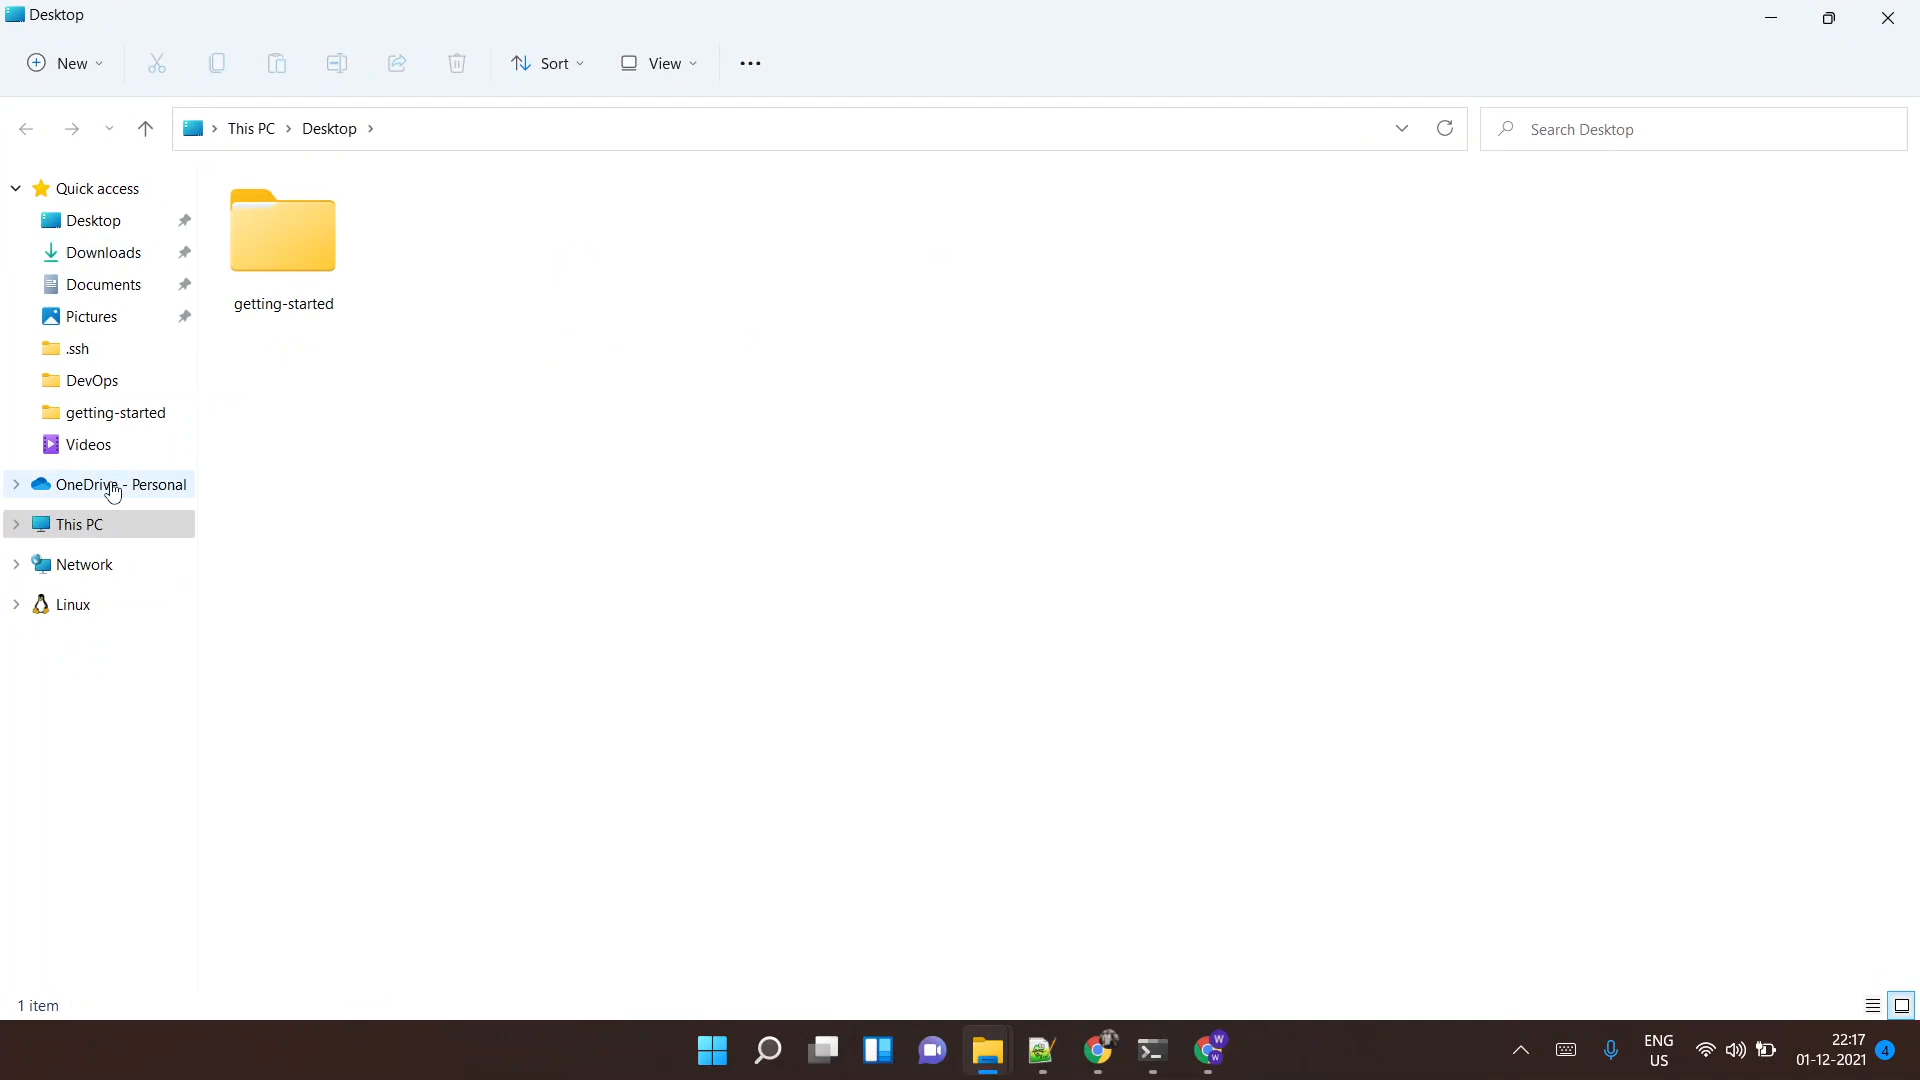 Desktop
New
Sort
View
This PC
Desktop
Search Desktop
Quick access
Desktop
Downloads
Documents
Pictures
.ssh
DevOps
getting-started
Videos
OneDrive - Personal
This PC
Network
Linux
getting-started
1 item
W
W
ENG
US
22:17
01-12-2021
4